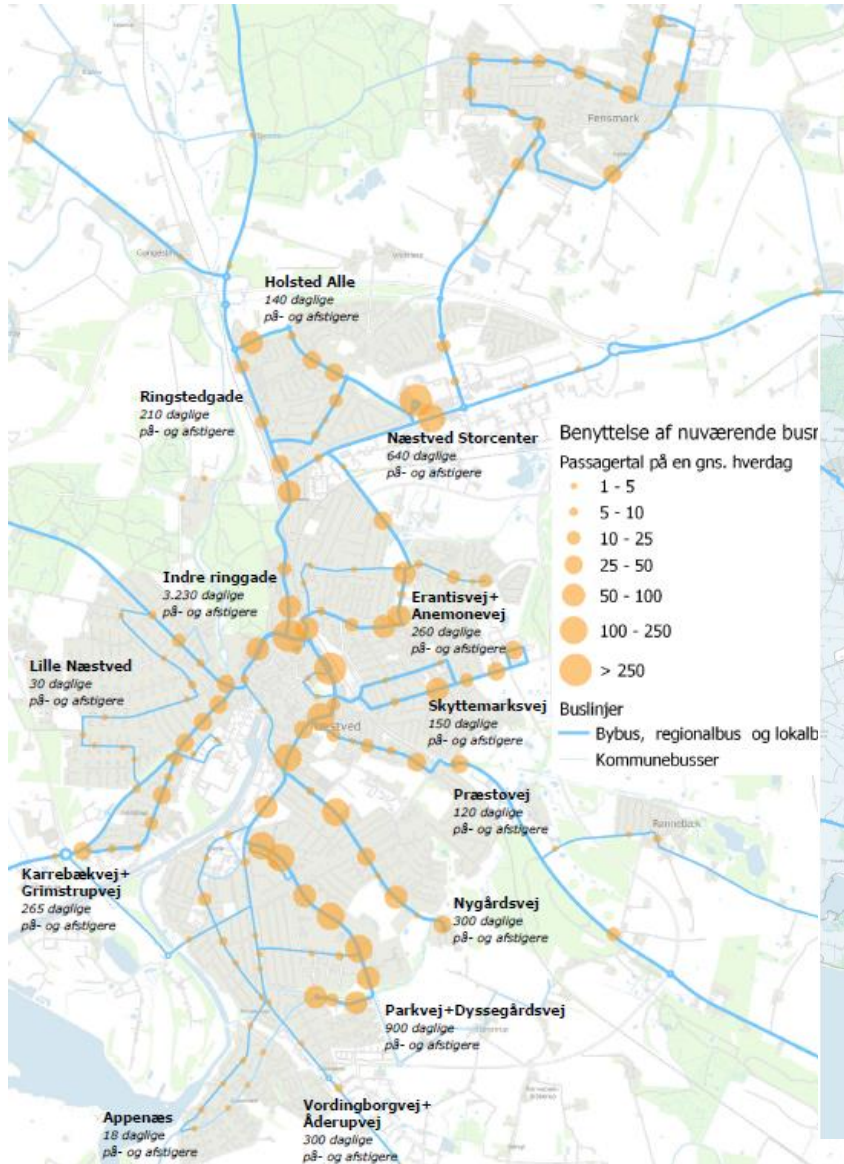 Fensmark
Holsted Alle
140 daglige
på- og afstigere
Ringstedgade
210 daglige
på- og afstigere
Næstved Storcenter
640 daglige
på- og afstigere
Benyttelse af nuværende busr
Passagertal på en gns. hverdag
1 - 5
5 - 10
10 - 25
25 - 50
50 - 100
100 - 250
> 250
Buslinjer
Bybus, regionalbus og lokalb
Kommunebusser
Indre ringgade
3.230 daglige
på- og afstigere
Erantisvej+
Anemonevej
260 daglige
på- og afstigere
Lille Næstved
30 daglige
på- og afstigere
Skyttemarksvej
150 daglige
på- og afstigere
Præstøvej
120 daglige
på- og afstigere
Rønnebæk
Karrebækvej+
Grimstrupvej
265 daglige
på- og afstigere
Nygårdsvej
300 daglige
på- og afstigere
Parkvej+Dyssegårdsvej
900 daglige
på- og afstigere
Appenæs
18 daglige
på- og afstigere
Vordingborgvej+
Åderupvej
300 daglige
på- og afstigere